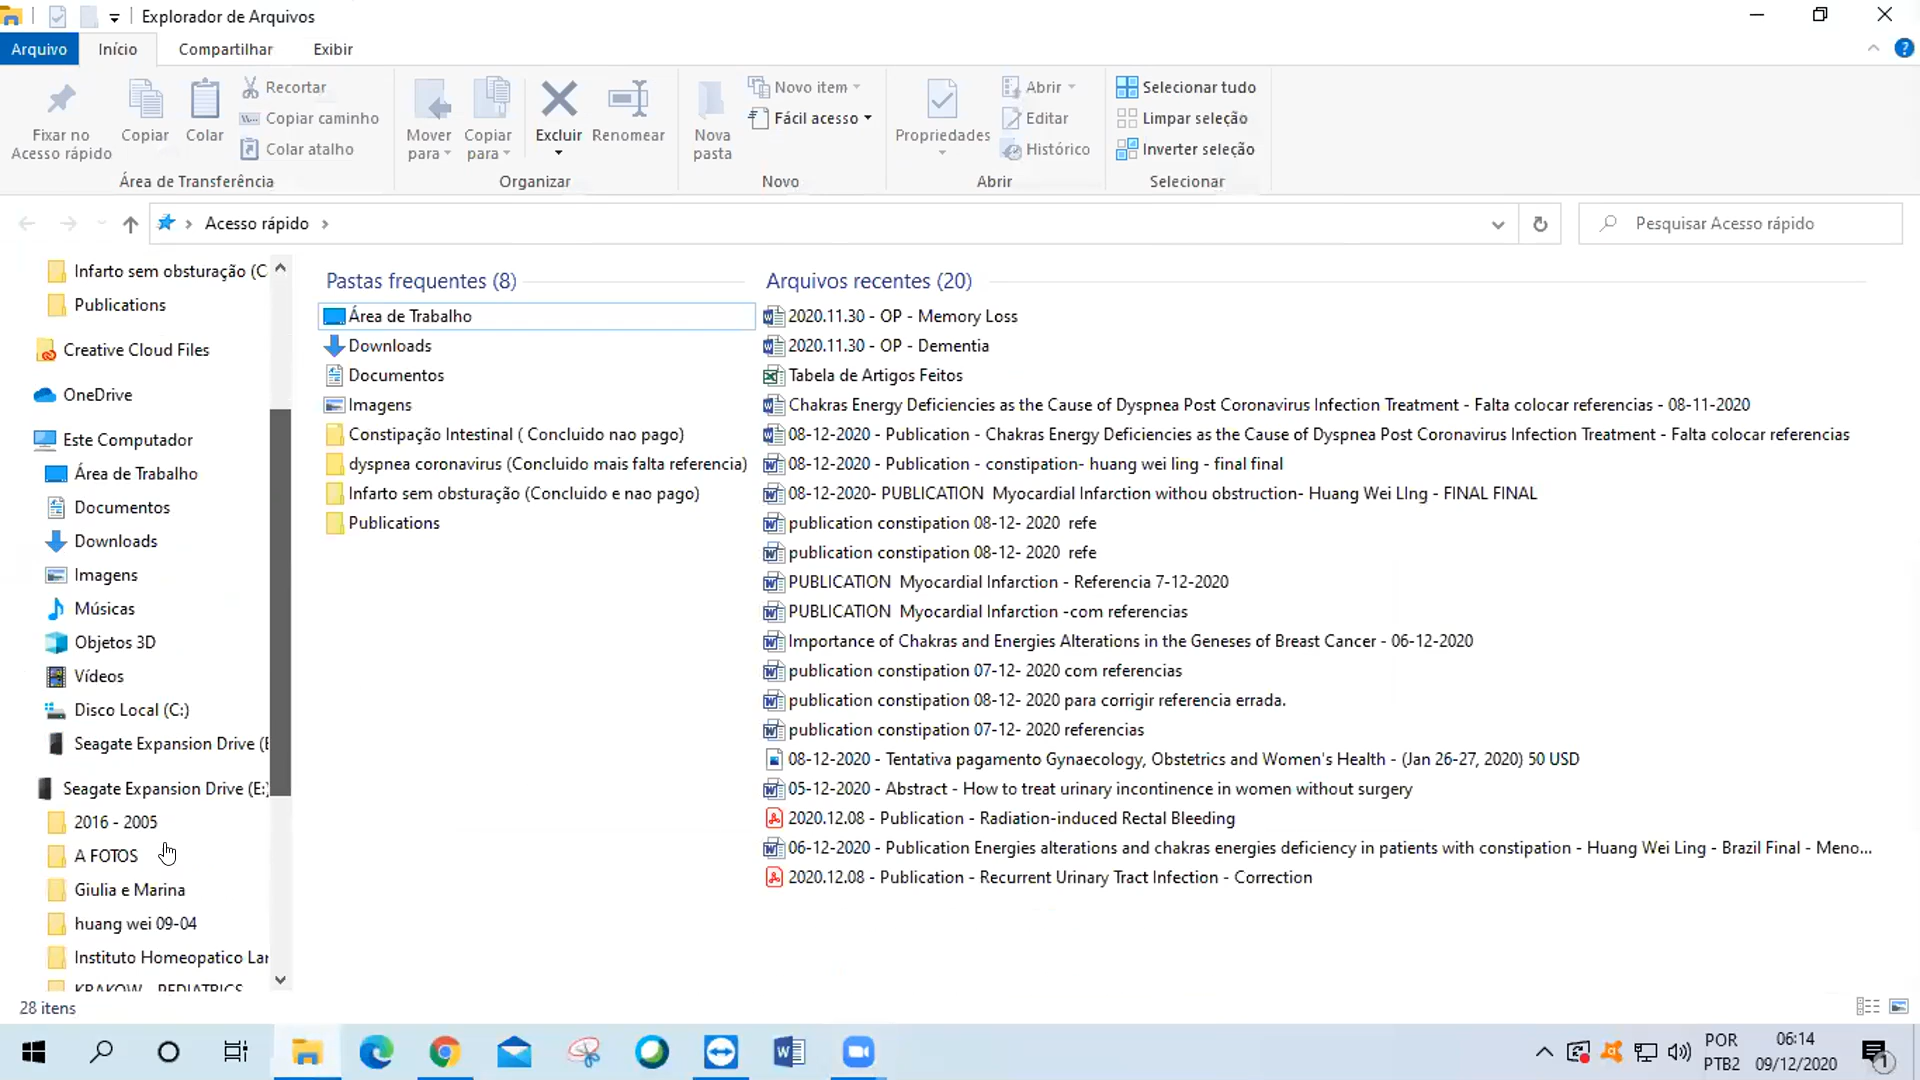 Explorador de Arquivos
Arquivo Início Compartilhar Exibir
Fixar no Acesso rápido
Copiar
Colar
Recortar
Copiar caminho
Colar atalho
Área de Transferência
Mover para
Copiar para
Excluir
Renomear
Organizar
Nova pasta
Novo item
Fácil acesso
Novo
Propriedades
Abrir
Editar
Histórico
Abrir
Selecionar tudo
Limpar seleção
Inverter seleção
Selecionar
Acesso rápido
Pesquisar Acesso rápido
Infarto sem obsturação (C
Publications
Creative Cloud Files
OneDrive
Este Computador
Área de Trabalho
Documentos
Downloads
Imagens
Músicas
Objetos 3D
Vídeos
Disco Local (C:)
Seagate Expansion Drive (E
Seagate Expansion Drive (E:)
2016 - 2005
A FOTOS
Giulia e Marina
huang wei 09-04
Instituto Homeopatico Lar
KRAKOW - PEDIATRICS
Pastas frequentes (8)
Área de Trabalho
Downloads
Documentos
Imagens
Constipação Intestinal ( Concluido nao pago)
dyspnea coronavirus (Concluido mais falta referencia)
Infarto sem obsturação (Concluido e nao pago)
Publications
Arquivos recentes (20)
2020.11.30 - OP - Memory Loss
2020.11.30 - OP - Dementia
Tabela de Artigos Feitos
Chakras Energy Deficiencies as the Cause of Dyspnea Post Coronavirus Infection Treatment - Falta colocar referencias - 08-11-2020
08-12-2020 - Publication - Chakras Energy Deficiencies as the Cause of Dyspnea Post Coronavirus Infection Treatment - Falta colocar referencias
08-12-2020 - Publication - constipation- huang wei ling - final final
08-12-2020- PUBLICATION  Myocardial Infarction withou obstruction- Huang Wei LIng - FINAL FINAL
publication constipation 08-12- 2020  refe
publication constipation 08-12- 2020  refe
PUBLICATION  Myocardial Infarction - Referencia 7-12-2020
PUBLICATION  Myocardial Infarction -com referencias
Importance of Chakras and Energies Alterations in the Geneses of Breast Cancer - 06-12-2020
publication constipation 07-12- 2020 com referencias
publication constipation 08-12- 2020 para corrigir referencia errada.
publication constipation 07-12- 2020 referencias
08-12-2020 - Tentativa pagamento Gynaecology, Obstetrics and Women's Health - (Jan 26-27, 2020) 50 USD
05-12-2020 - Abstract - How to treat urinary incontinence in women without surgery
2020.12.08 - Publication - Radiation-induced Rectal Bleeding
06-12-2020 - Publication Energies alterations and chakras energies deficiency in patients with constipation - Huang Wei Ling - Brazil Final - Meno...
2020.12.08 - Publication - Recurrent Urinary Tract Infection - Correction
28 itens
POR
PTB2
06:14
09/12/2020
1